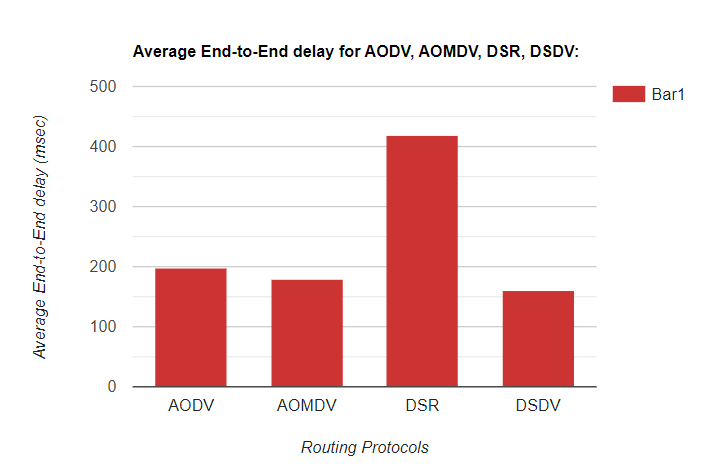 Average End-to-End delay for AODV, AOMDV, DSR, DSDV:
Bar1
Average End-to-End delay (msec)
500
400
300
200
100
0
AODV AOMDV DSR DSDV
Routing Protocols